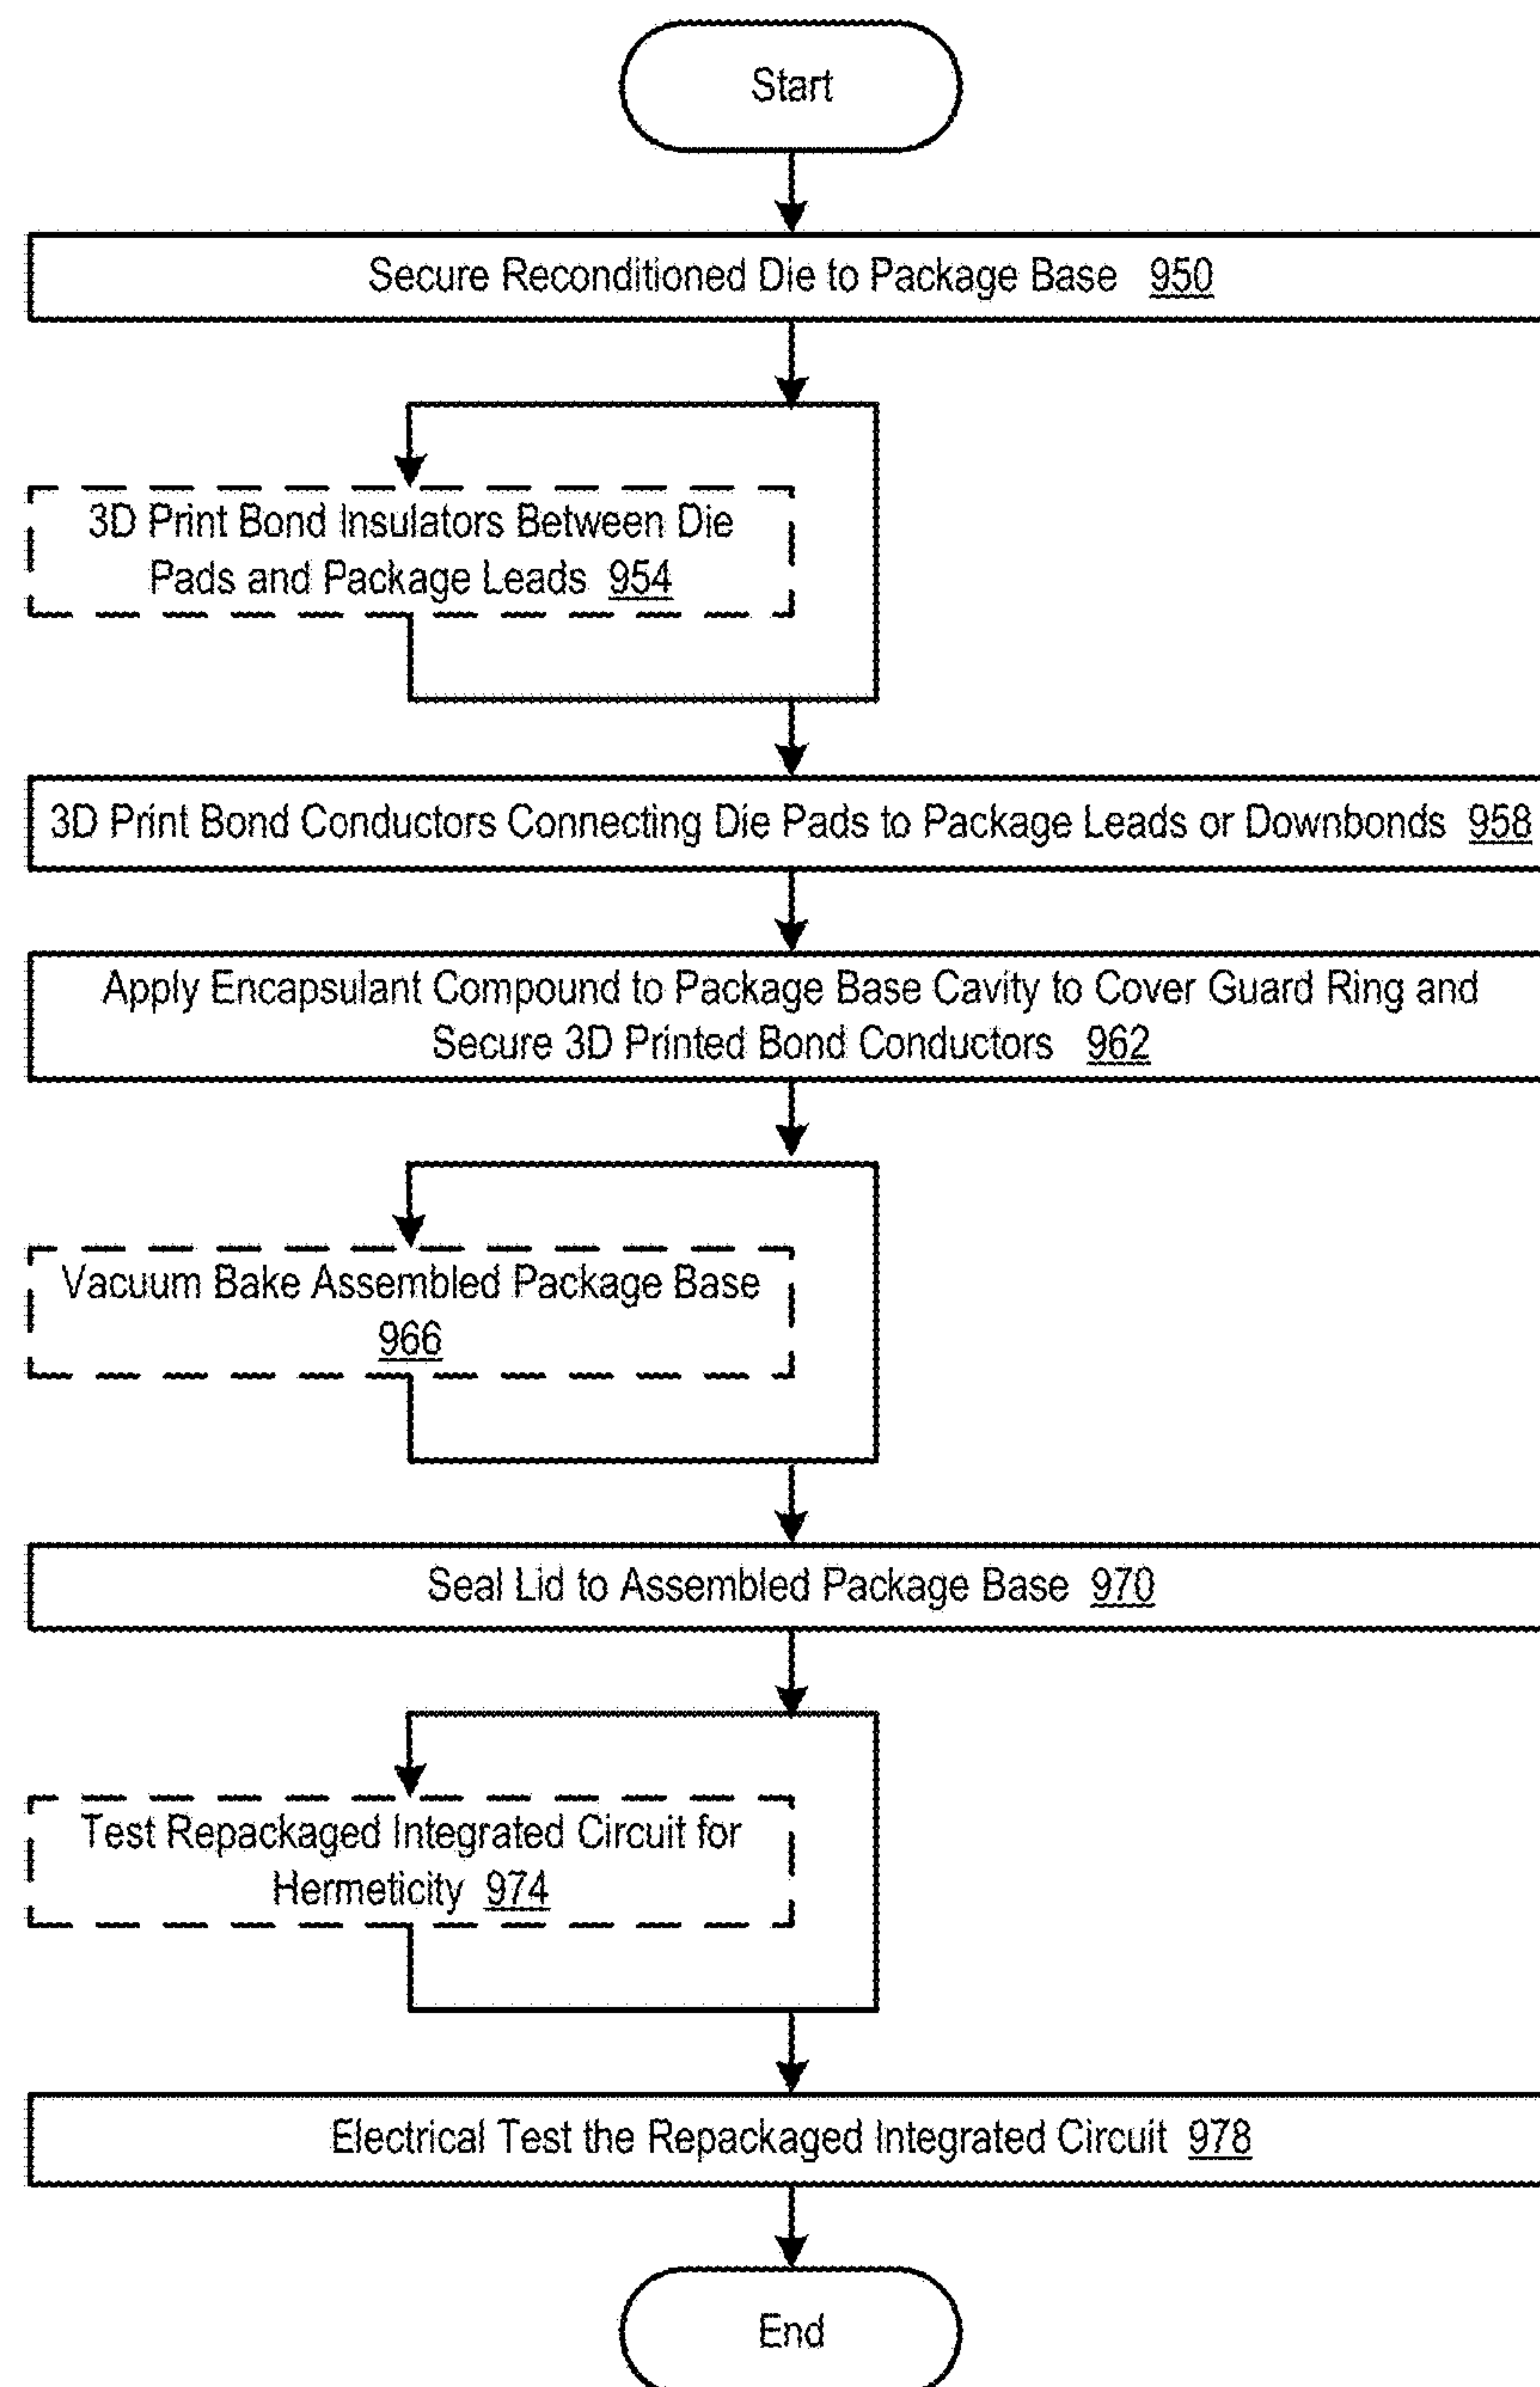 Start
Secure Reconditioned Die to Package Base 950
3D Print Bond Insulators Between Die
Pads and Package Leads 954
3D Print Bond Conductors Connecting Die Pads to Package Leads or Downbonds 958
Apply Encapsulant Compound to Package Base Cavity to Cover Guard Ring and
Secure 3D Printed Bond Conductors 962
Vacuum Bake Assembled Package Base
966
Seal Lid to Assembled Package Base 970
Test Repackaged Integrated Circuit for
Hermeticity 974
Electrical Test the Repackaged Integrated Circuit 978
End